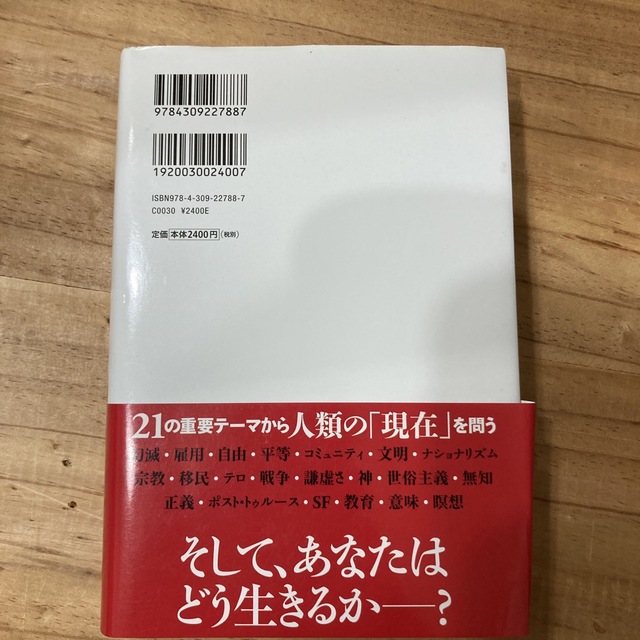 9784309227887
1920030024007
ISBN978-4-309-22788-7
C0030 ¥2400E
定価 本体2400円(税別)
21の重要テーマから人類の「現在」を問う
幻滅・雇用・自由・平等・コミュニティ・文明・ナショナリズム
宗教・移民・テロ・戦争・謙虚さ・神・世俗主義・無知
正義・ポスト・トゥルース・SF・教育・意味・瞑想
そして、あなたは
どう生きるか――?